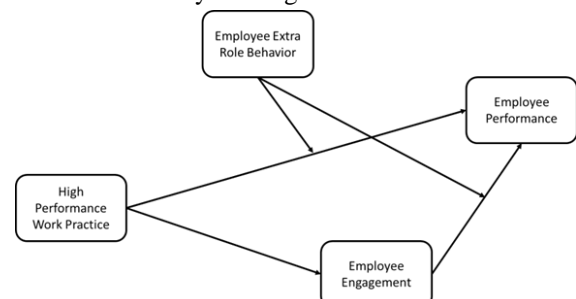 Employee Extra
Role Behavior
Employee
Performance
High
Performance
Work Practice
Employee
Engagement